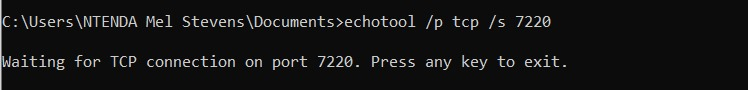 C:\Users\NTENDA Mel Stevens\Documents>echotool /p tcp /s 7220
Waiting for TCP connection on port 7220. Press any key to exit.